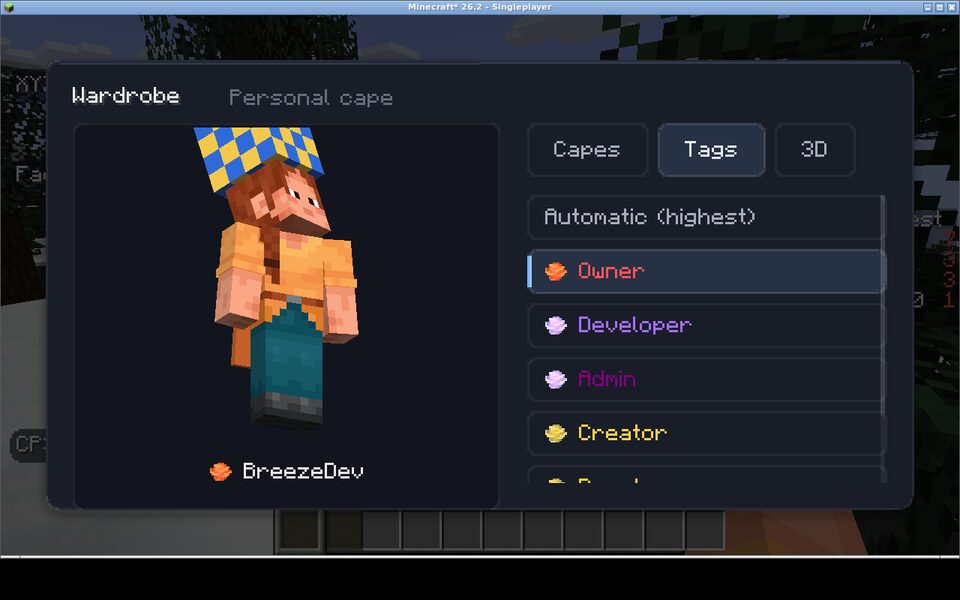 Minecraft* 26.2 - Singleplayer
Wardrobe
Personal cape
Capes
Tags
3D
Automatic (highest)
Owner
Developer
Admin
Creator
BreezeDev